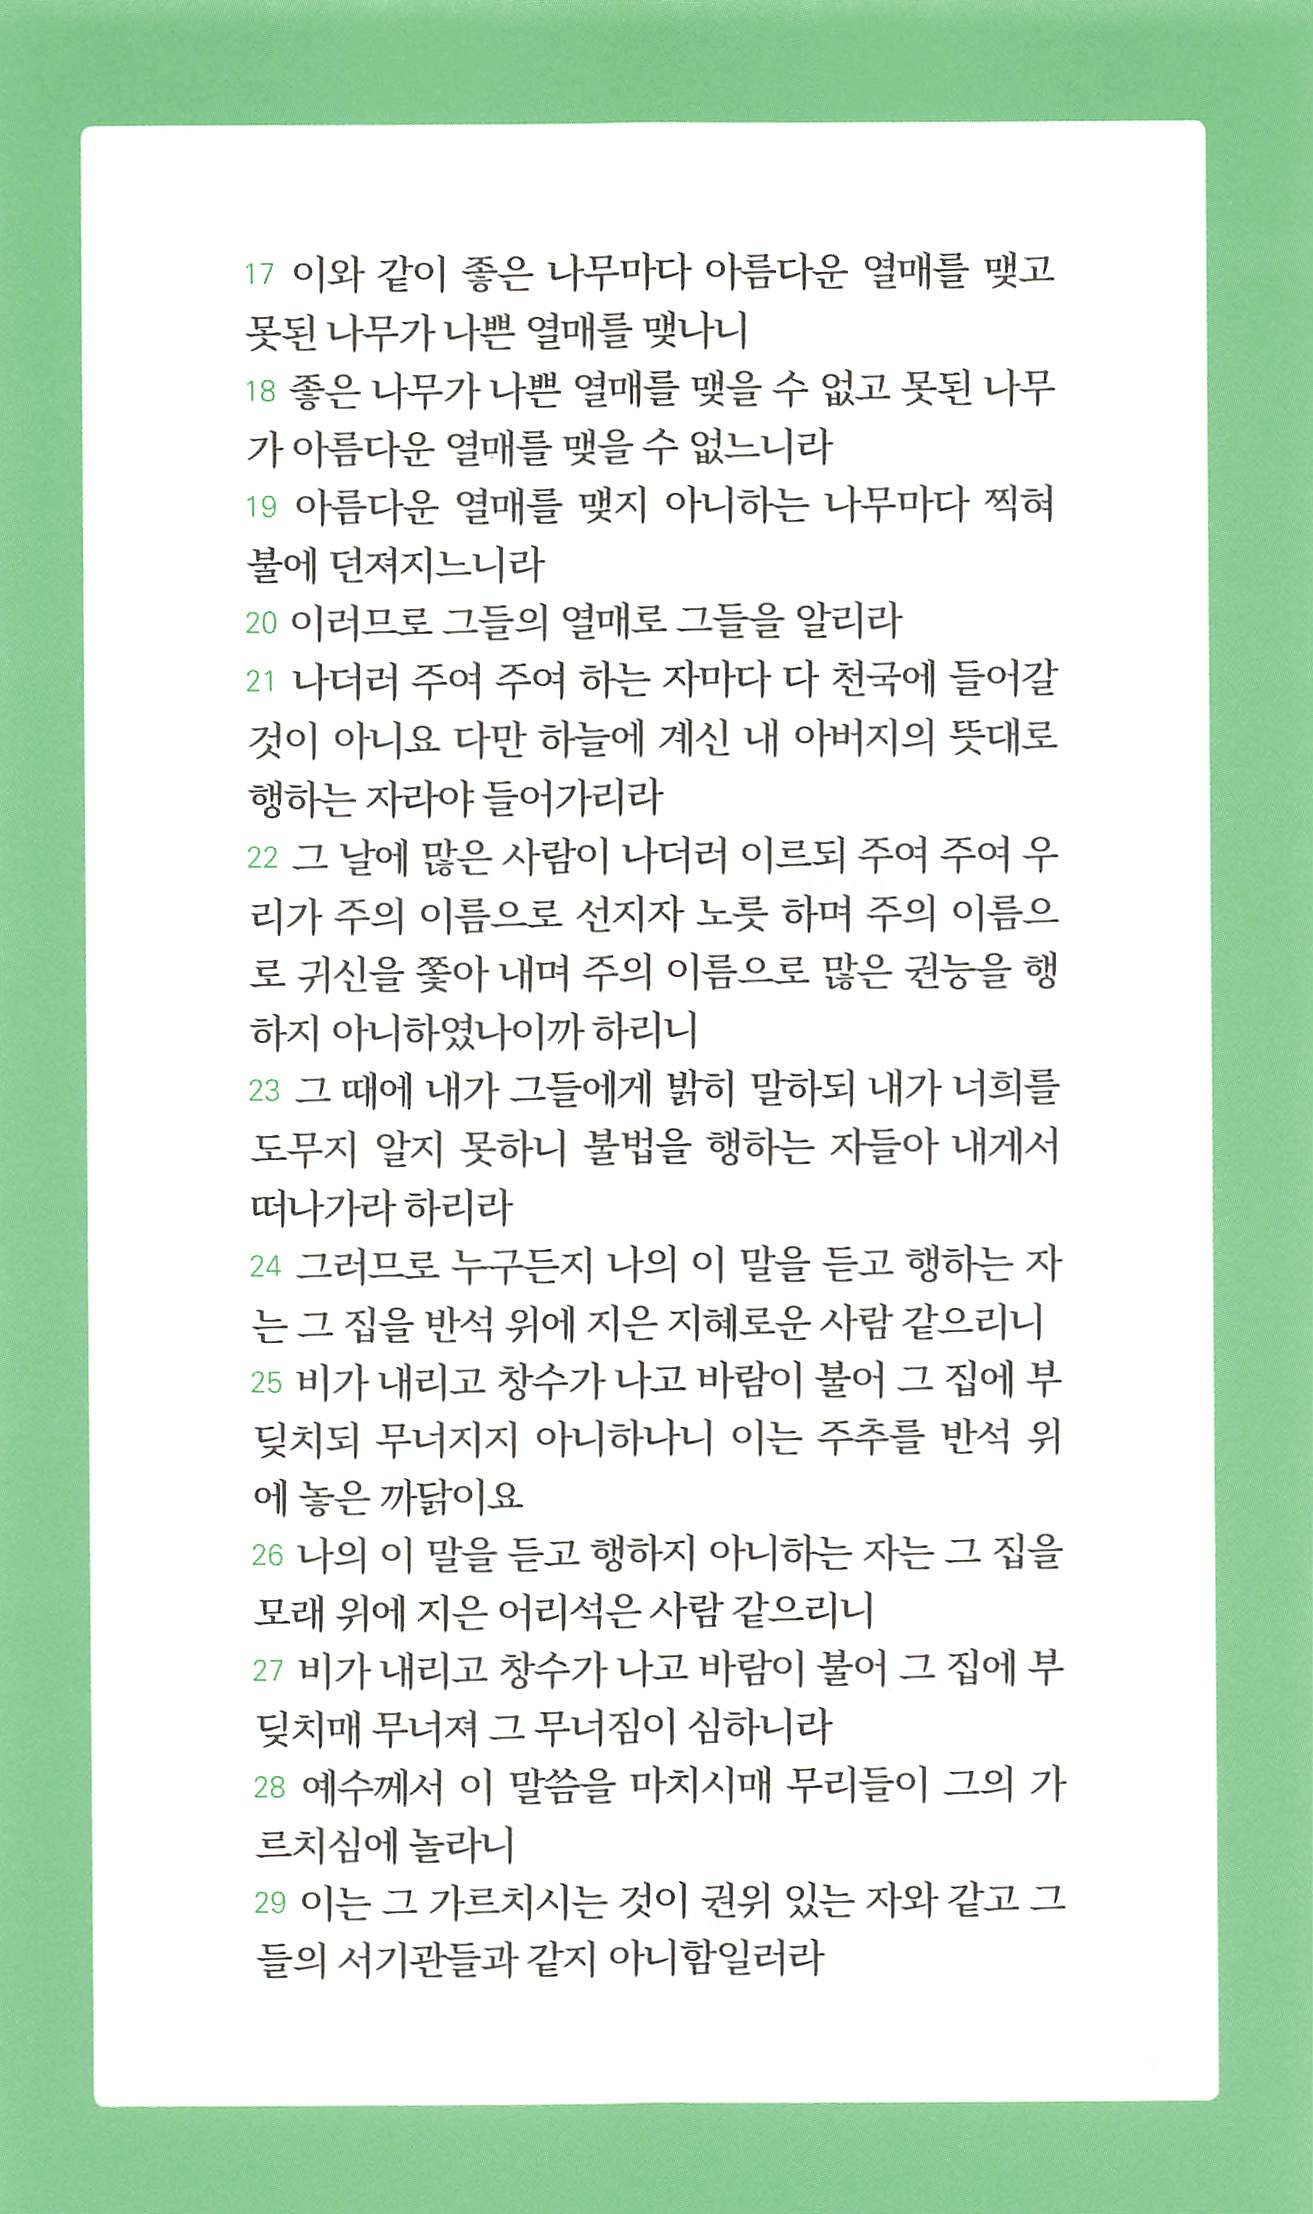 17 이와 같이 좋은 나무마다 아름다운 열매를 맺고
못된 나무가 나쁜 열매를 맺나니
18 좋은 나무가 나쁜 열매를 맺을 수 없고 못된 나무
가 아름다운 열매를 맺을 수 없느니라
19 아름다운 열매를 맺지 아니하는 나무마다 찍혀
불에 던져지느니라
20 이러므로 그들의 열매로 그들을 알리라
21 나더러 주여 주여 하는 자마다 다 천국에 들어갈
것이 아니요 다만 하늘에 계신 내 아버지의 뜻대로
행하는 자라야 들어가리라
22 그 날에 많은 사람이 나더러 이르되 주여 주여 우
리가 주의 이름으로 선지자 노릇 하며 주의 이름으
로 귀신을 쫓아 내며 주의 이름으로 많은 권능을 행
하지 아니하였나이까 하리니
23 그 때에 내가 그들에게 밝히 말하되 내가 너희를
도무지 알지 못하니 불법을 행하는 자들아 내게서
떠나가라 하리라
24 그러므로 누구든지 나의 이 말을 듣고 행하는 자
는 그 집을 반석 위에 지은 지혜로운 사람 같으리니
25 비가 내리고 창수가 나고 바람이 불어 그 집에 부
딪치되 무너지지 아니하나니 이는 주추를 반석 위
에 놓은 까닭이요
26 나의 이 말을 듣고 행하지 아니하는 자는 그 집을
모래 위에 지은 어리석은 사람 같으리니
27 비가 내리고 창수가 나고 바람이 불어 그 집에 부
딪치매 무너져 그 무너짐이 심하니라
28 예수께서 이 말씀을 마치시매 무리들이 그의 가
르치심에 놀라니
29 이는 그 가르치시는 것이 권위 있는 자와 같고 그
들의 서기관들과 같지 아니함일러라